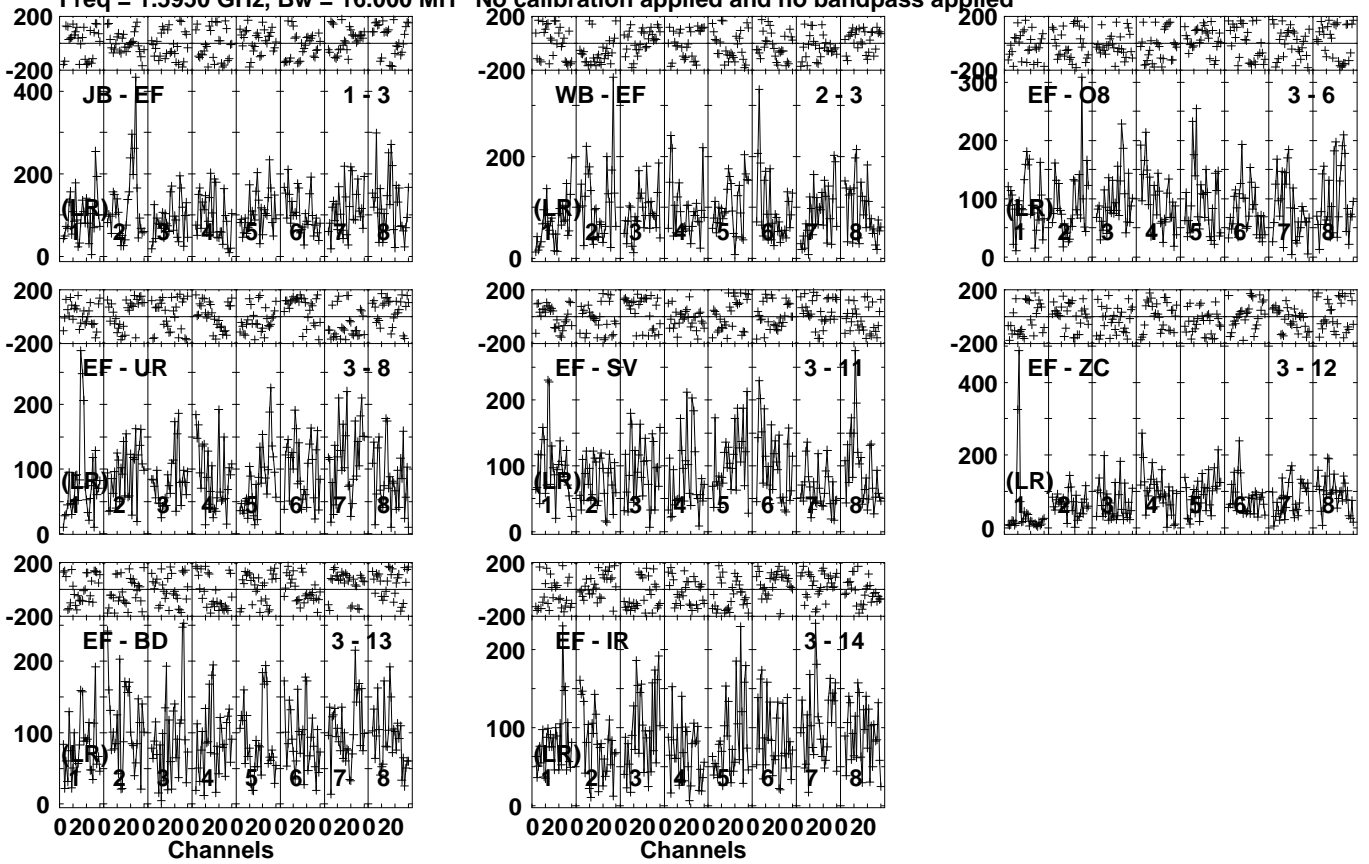 Freq = 1.5950 GHz, Bw = 16.000 MH No calibration applied and no bandpass applied
200
-200
400
200
0
JB - EF 1 - 3
(LR)
1 2 3 4 5 6 7 8
200
-200
200
0
WB - EF 2 - 3
(LR)
1 2 3 4 5 6 7 8
200
-200
300
200
100
0
EF - O8 3 - 6
(LR)
1 2 3 4 5 6 7 8
200
-200
200
100
0
EF - UR 3 - 8
(LR)
1 2 3 4 5 6 7 8
200
-200
200
100
0
EF - SV 3 - 11
(LR)
1 2 3 4 5 6 7 8
200
-200
400
200
0
EF - ZC 3 - 12
(LR)
1 2 3 4 5 6 7 8
200
-200
200
100
0
EF - BD 3 - 13
(LR)
1 2 3 4 5 6 7 8
0 20 0 20 0 20 0 20 0 20 0 20 0 20 0 20
Channels
200
-200
200
100
0
EF - IR 3 - 14
(LR)
1 2 3 4 5 6 7 8
0 20 0 20 0 20 0 20 0 20 0 20 0 20 0 20
Channels